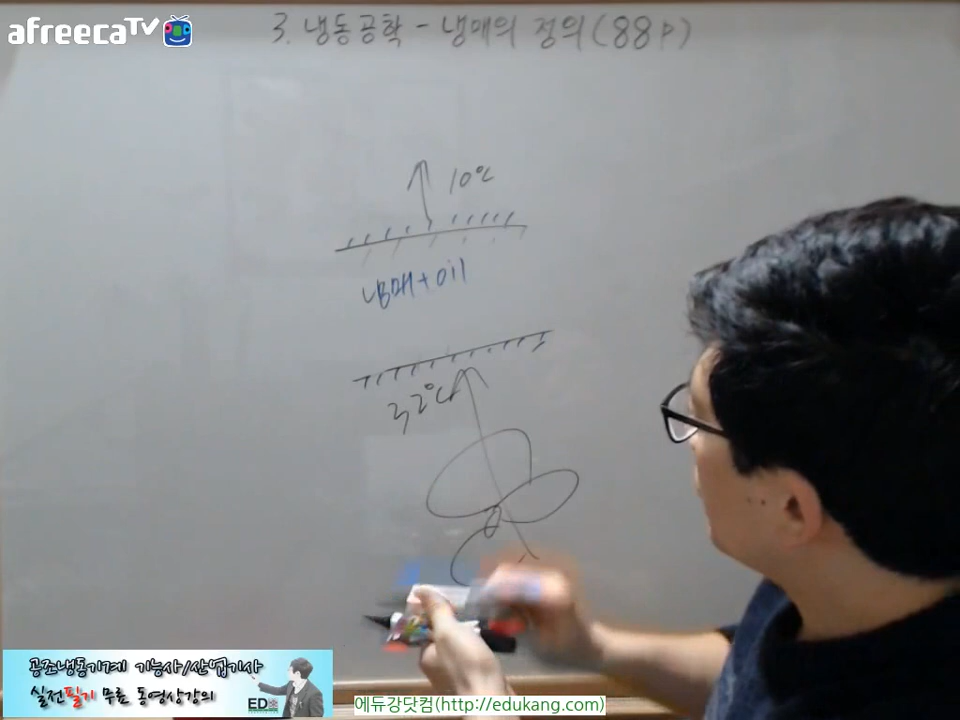 afreecaTV
3. 냉동공학 - 냉매의 정의(88p)
10℃
냉매+oil
32℃
공조냉동기계 기능사/산업기사
실전필기 무료 동영상강의
에듀강닷컴(http://edukang.com)